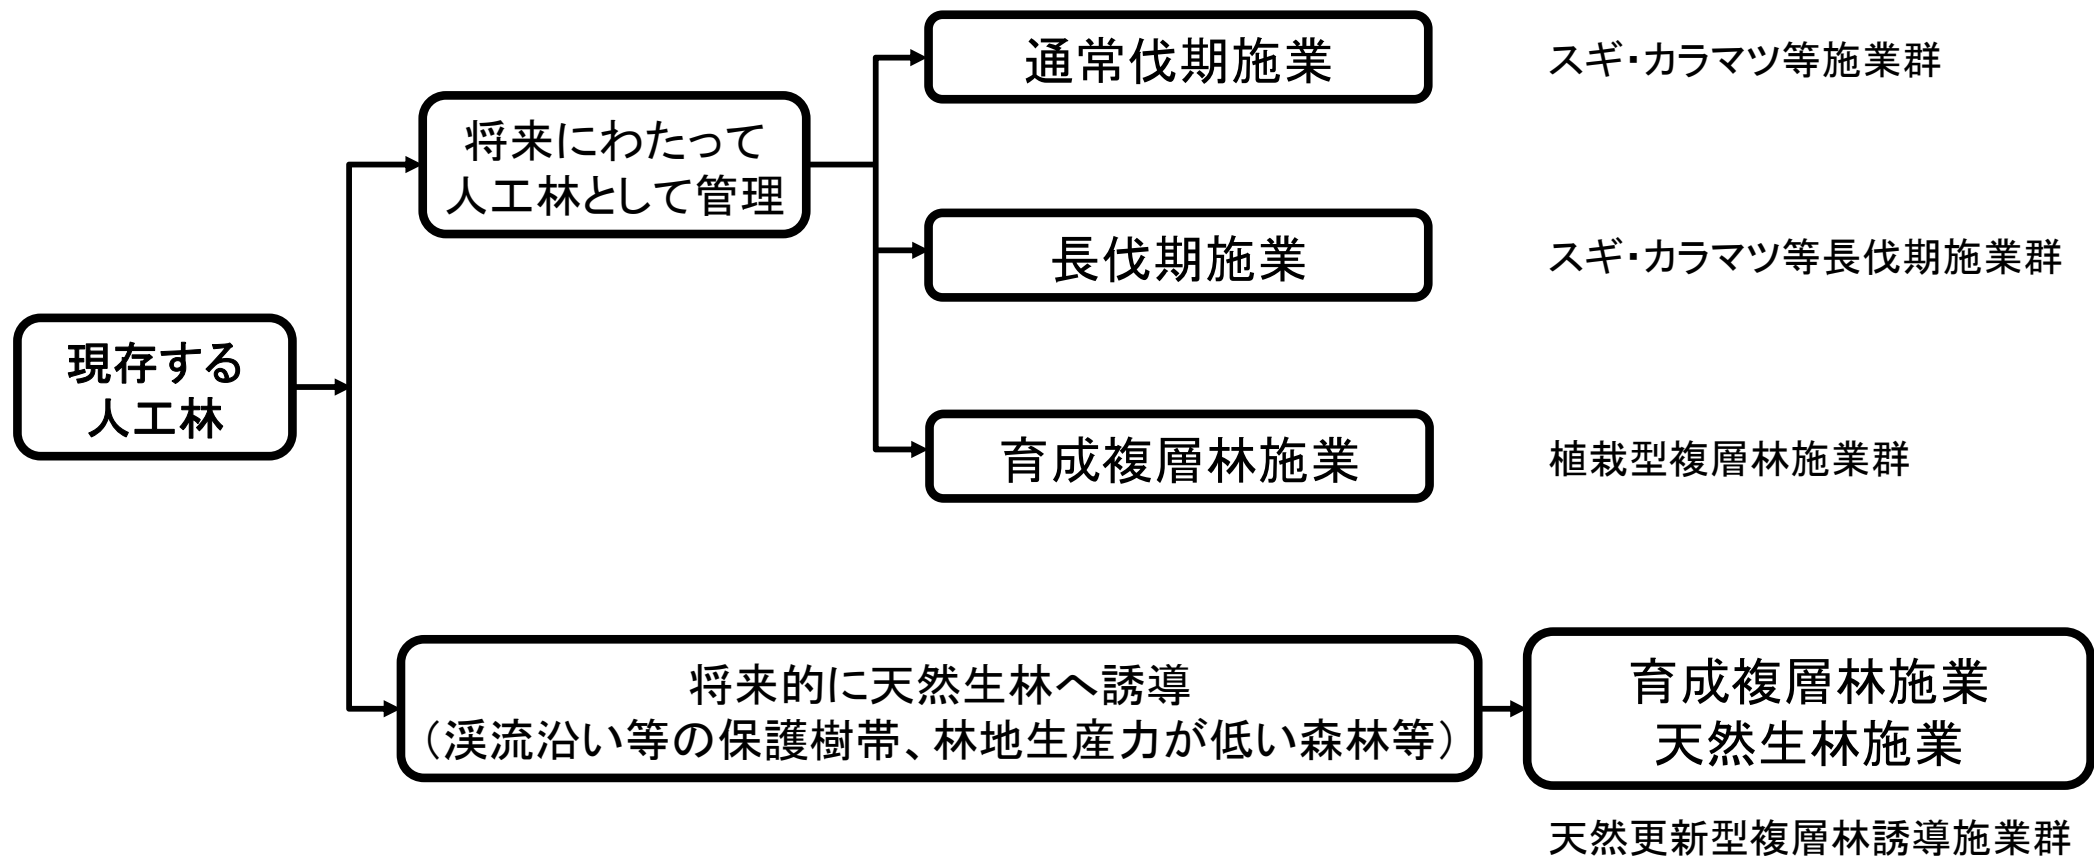 通常伐期施業
スギ・カラマツ等施業群
将来にわたって
人工林として管理
長伐期施業
スギ・カラマツ等長伐期施業群
現存する
人工林
育成複層林施業
植栽型複層林施業群
将来的に天然生林へ誘導
（渓流沿い等の保護樹帯、林地生産力が低い森林等）
育成複層林施業
天然生林施業
天然更新型複層林誘導施業群